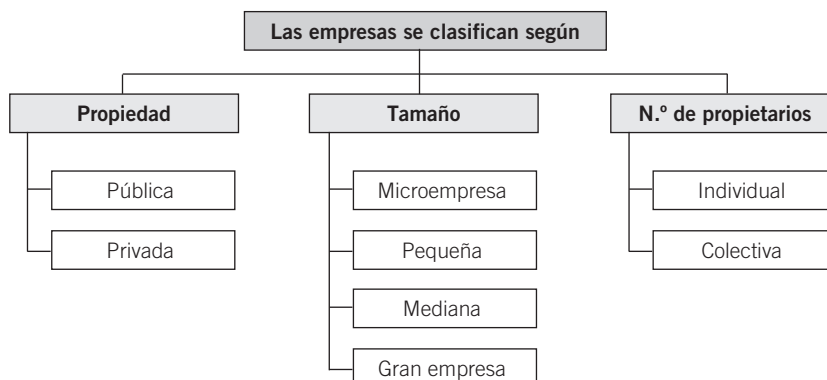 Las empresas se clasifican según
Propiedad
Pública
Privada
Tamaño
Microempresa
Pequeña
Mediana
Gran empresa
N.º de propietarios
Individual
Colectiva